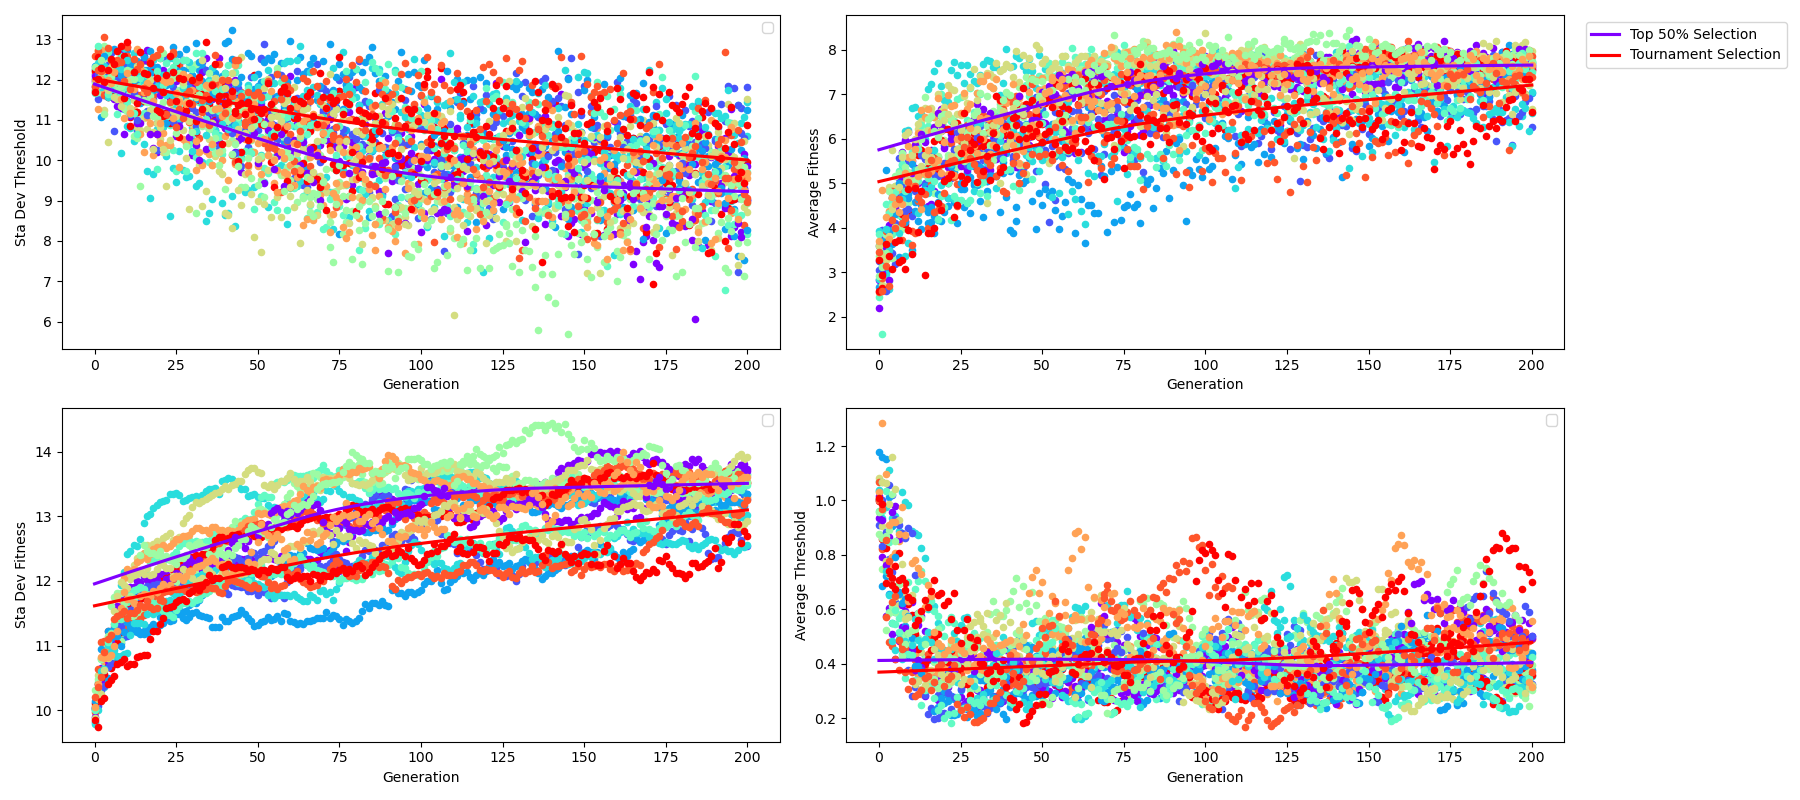 13
12
11
10
9
8
7
6
Sta Dev Threshold
0 25 50 75 100 125 150 175 200
Generation
8
7
6
5
4
3
2
Average Fitness
0 25 50 75 100 125 150 175 200
Generation
Top 50% Selection
Tournament Selection
14
13
12
11
10
Sta Dev Fitness
0 25 50 75 100 125 150 175 200
Generation
1.2
1.0
0.8
0.6
0.4
0.2
Average Threshold
0 25 50 75 100 125 150 175 200
Generation